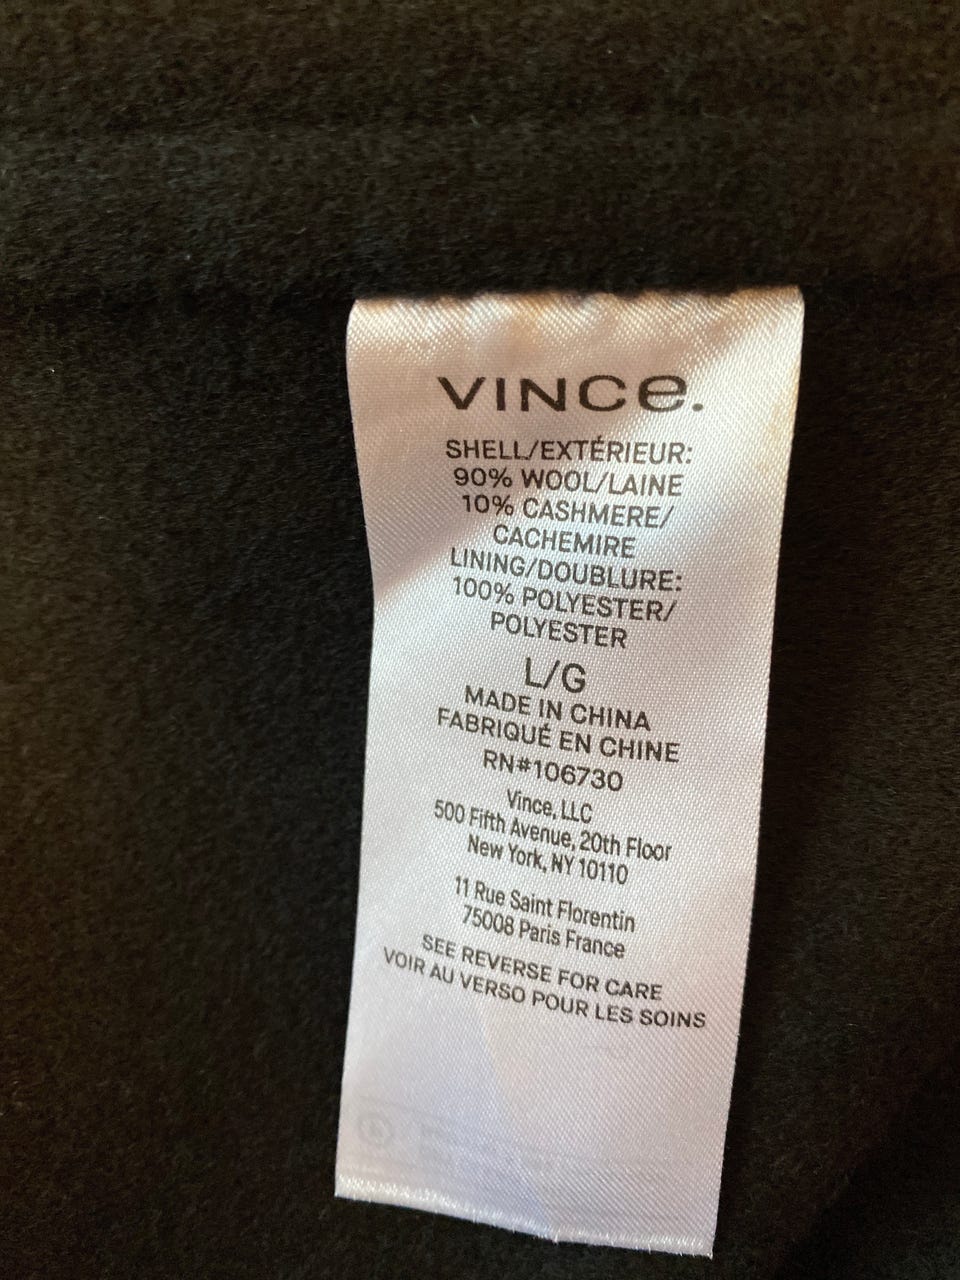 VINCe.
SHELL/EXTÉRIEUR:
90% WOOL/LAINE
10% CASHMERE/
CACHEMIRE
LINING/DOUBLURE:
100% POLYESTER/
POLYESTER
L/G
MADE IN CHINA
FABRIQUÉ EN CHINE
RN#106730
Vince, LLC
500 Fifth Avenue, 20th Floor
New York, NY 10110
11 Rue Saint Florentin
75008 Paris France
SEE REVERSE FOR CARE
VOIR AU VERSO POUR LES SOINS